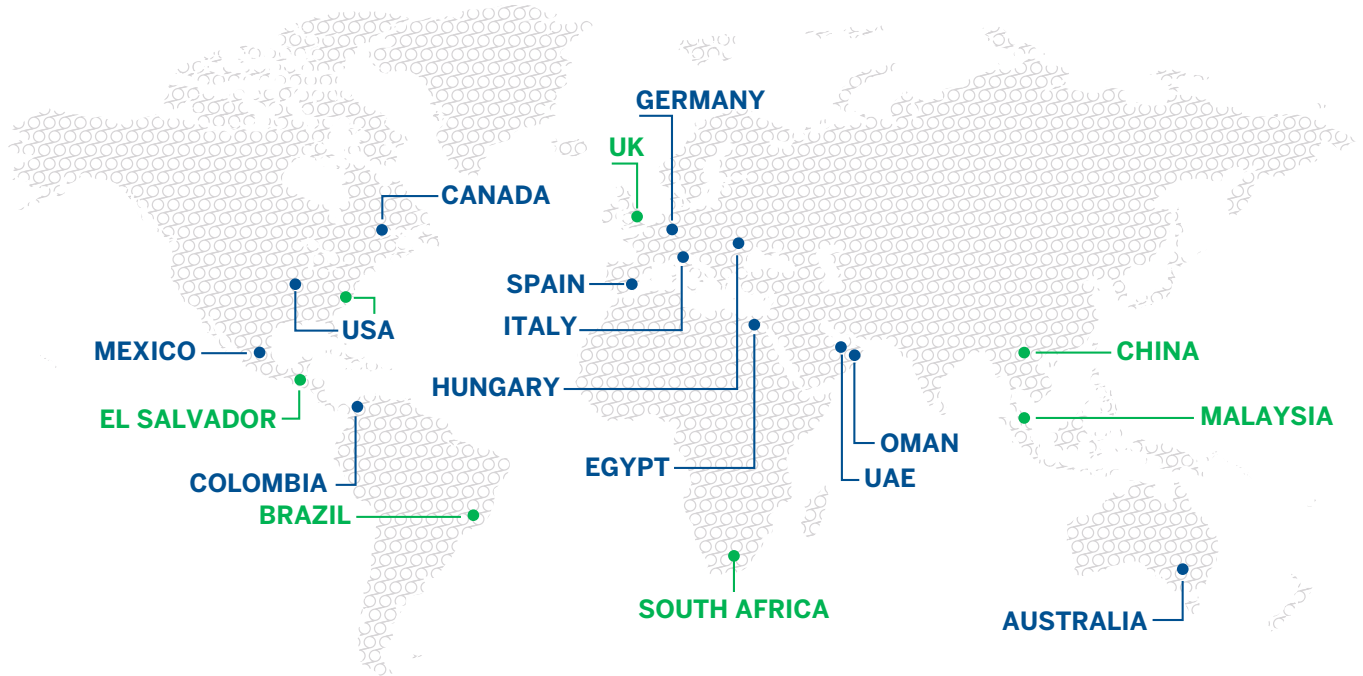 GERMANY
UK
CANADA
SPAIN
ITALY
USA
MEXICO
CHINA
HUNGARY
EL SALVADOR
MALAYSIA
OMAN
EGYPT
UAE
COLOMBIA
BRAZIL
SOUTH AFRICA
AUSTRALIA